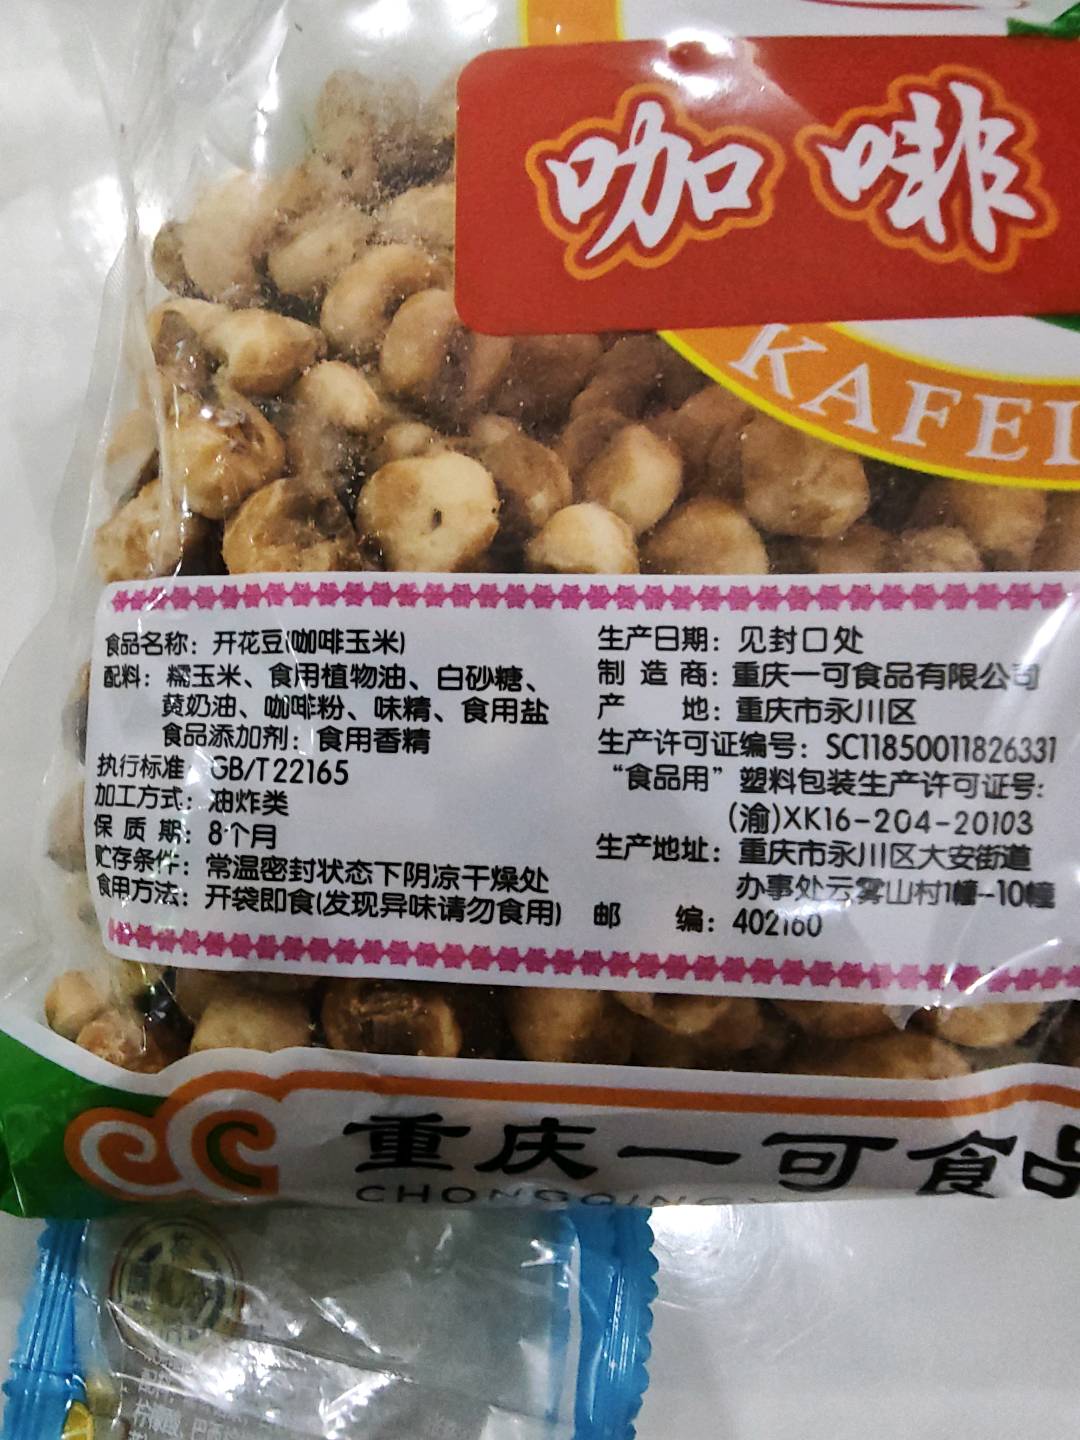 咖啡
KAFEI
食品名称：开花豆(咖啡玉米)
配料：糯玉米、食用植物油、白砂糖、
黄奶油、咖啡粉、味精、食用盐
食品添加剂：食用香精
执行标准：GB/T22165
加工方式：油炸类
保质期：8个月
贮存条件：常温密封状态下阴凉干燥处
食用方法：开袋即食(发现异味请勿食用)
生产日期：见封口处
制造商：重庆一可食品有限公司
产地：重庆市永川区
生产许可证编号：SC11850011826331
“食品用”塑料包装生产许可证号：
(渝)XK16-204-20103
生产地址：重庆市永川区大安街道
办事处云雾山村1幢--10幢
邮编：402160
重庆一可食品
CHONGQING